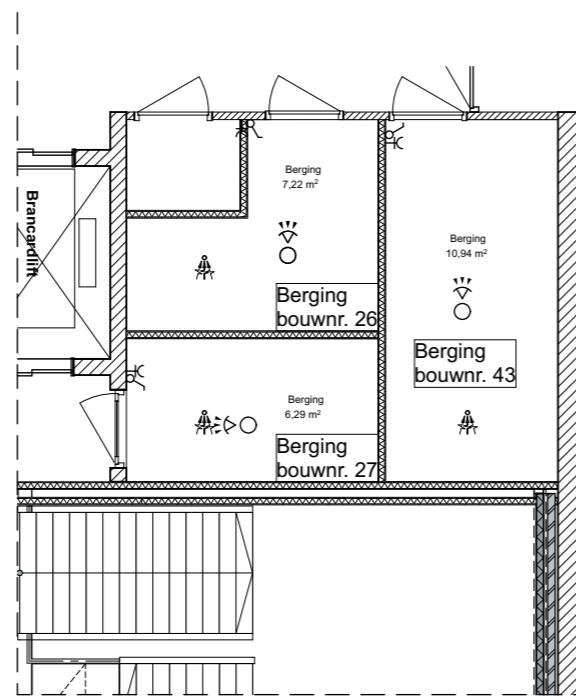 Berging
7,22 m²
Brancardlift
Berging
10,94 m²
Berging
bouwnr. 26
Berging
bouwnr. 43
Berging
6,29 m²
Berging
bouwnr. 27